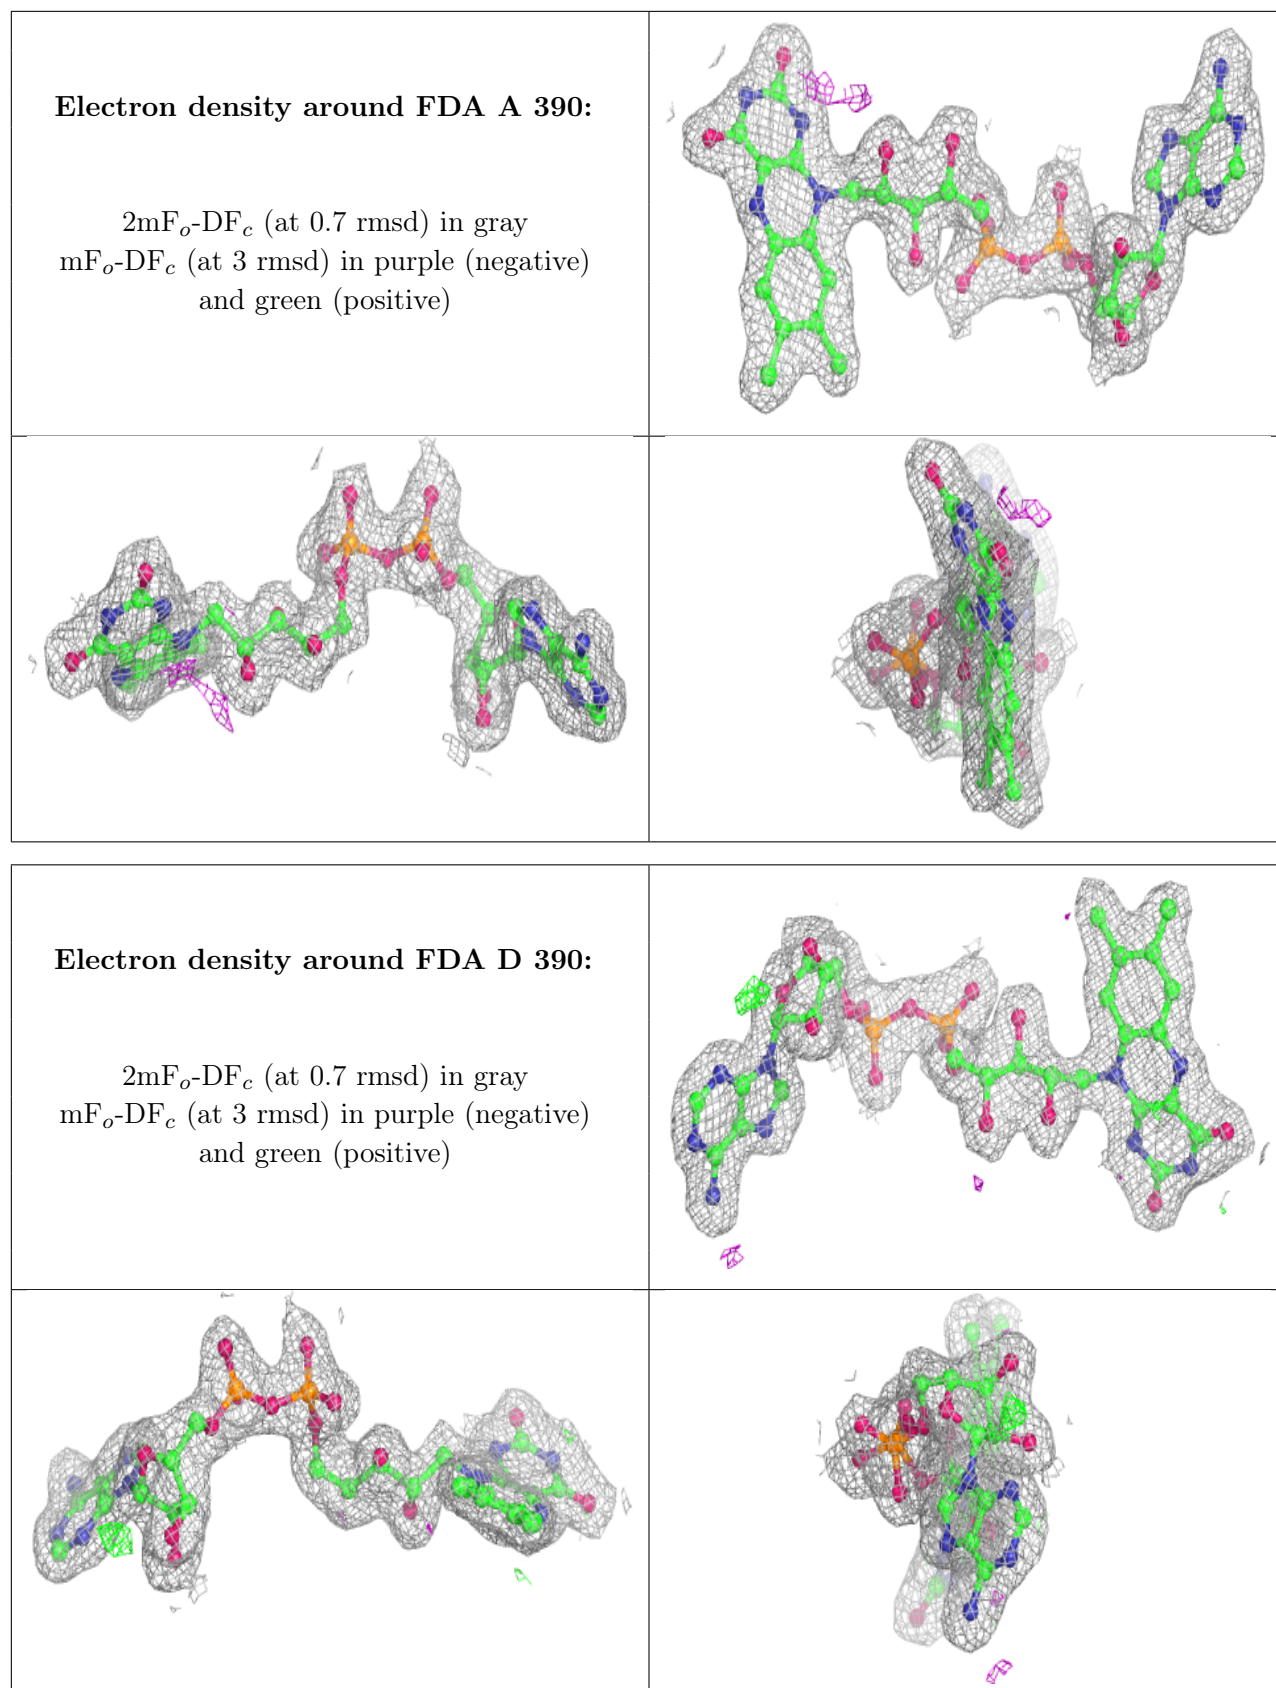 Electron density around FDA A 390:
2mFo-DFc (at 0.7 rmsd) in gray
mFo-DFc (at 3 rmsd) in purple (negative)
and green (positive)
Electron density around FDA D 390:
2mFo-DFc (at 0.7 rmsd) in gray
mFo-DFc (at 3 rmsd) in purple (negative)
and green (positive)